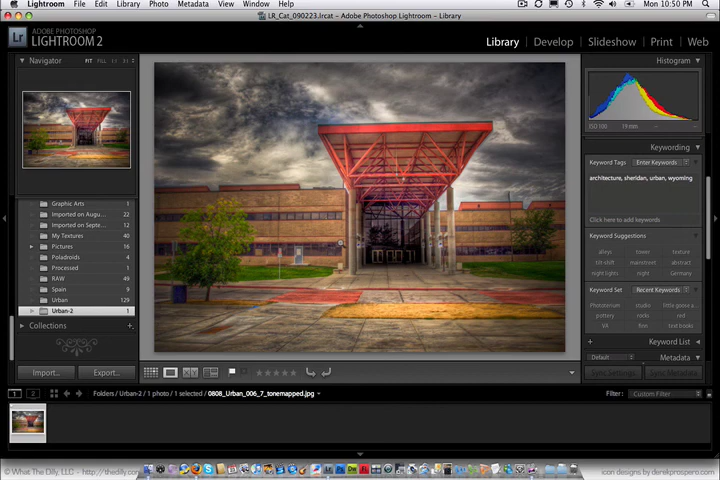 Lightroom File Edit Library Photo Metadata View Window Help
Mon 10:50 PM
LR_Cat_090223.lrcat - Adobe Photoshop Lightroom - Library
Lr ADOBE PHOTOSHOP
LIGHTROOM 2
Library | Develop | Slideshow | Print | Web
Navigator FIT FILL 1:1
Histogram
ISO 100 19 mm
Keywording
Keyword Tags Enter Keywords
architecture, sheridan, urban, wyoming
Click here to add keywords
Keyword Suggestions
alleys tower texture
tilt-shift mainstreet abstract
night lights night Germany
Keyword Set Recent Keywords
Photorenium studio
pottery rocks red
VA finn text books
Keyword List
Default Metadata
Sync Settings Sync Metadata
Graphic Arts 1
Imported on Augu... 22
Imported on Septe... 12
My Textures 40
Pictures 16
Poladroids 4
Processed 1
RAW 49
Spain 9
Urban 129
Urban-2 1
Collections
Import... Export...
XY
1 2
Folders / Urban-2 / 1 photo / 1 selected / 0808_Urban_006_7_tonemapped.jpg
Filter: Custom Filter
© What The Dilly, LLC - http://thedilly.com
icon designs by derekprospero.com